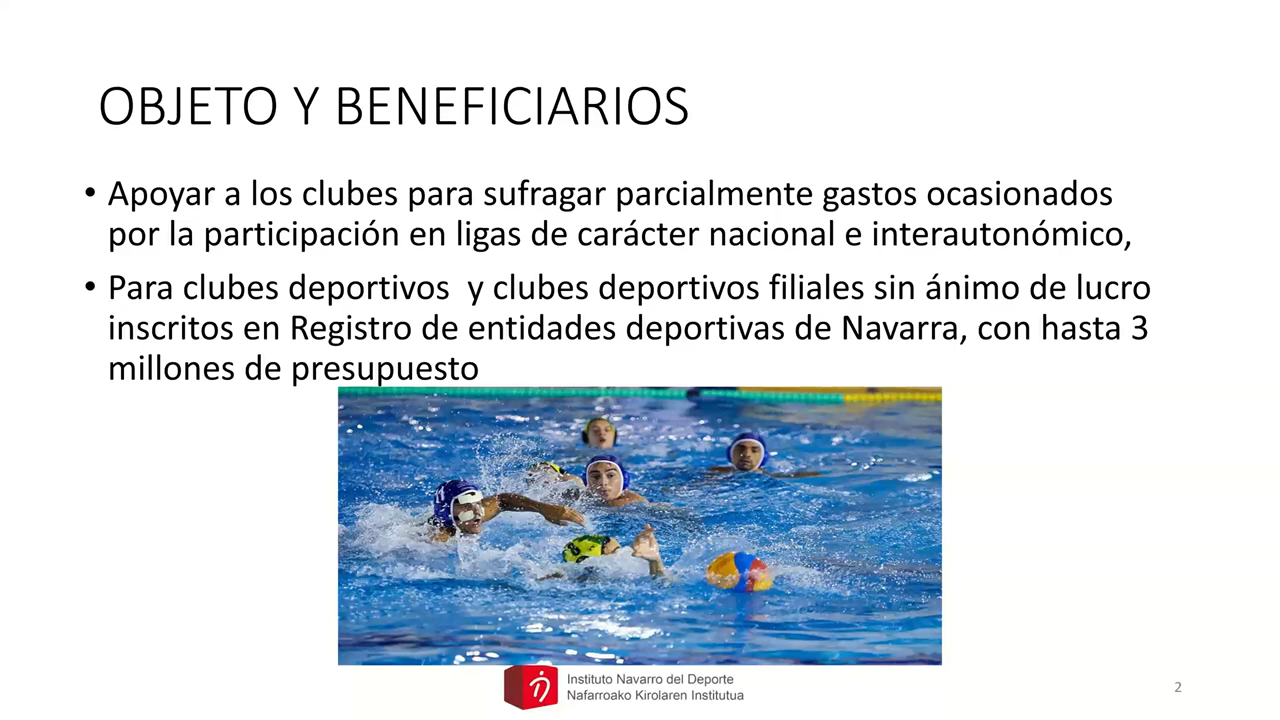 OBJETO Y BENEFICIARIOS
• Apoyar a los clubes para sufragar parcialmente gastos ocasionados
por la participación en ligas de carácter nacional e interautonómico,
• Para clubes deportivos  y clubes deportivos filiales sin ánimo de lucro
inscritos en Registro de entidades deportivas de Navarra, con hasta 3
millones de presupuesto
Instituto Navarro del Deporte
Nafarroako Kirolaren Institutua
2